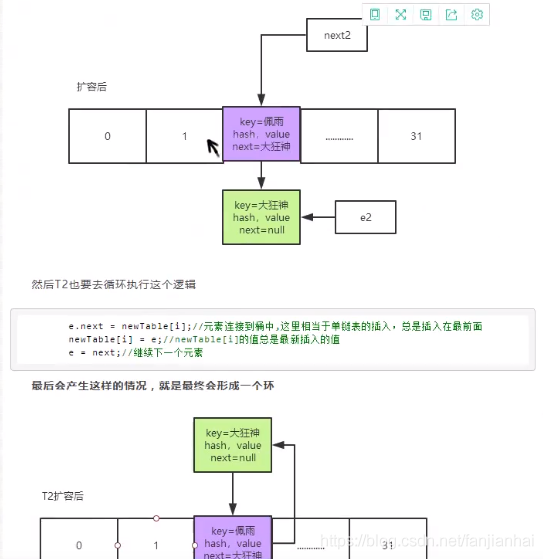 next2
扩容后
0
1
key=佩雨
hash，value
next=大狂神
............
31
key=大狂神
hash，value
next=null
e2
然后T2也要去循环执行这个逻辑
e.next = newTable[i];//元素连接到桶中,这里相当于单链表的插入，总是插入在最前面
newTable[i] = e;//newTable[i]的值总是最新插入的值
e = next;//继续下一个元素
最后会产生这样的情况，就是最终会形成一个环
key=大狂神
hash，value
next=null
T2扩容后
0
1
key=佩雨
hash，value
next=大狂神
............
31
https://blog.csdn.net/fanjianhai